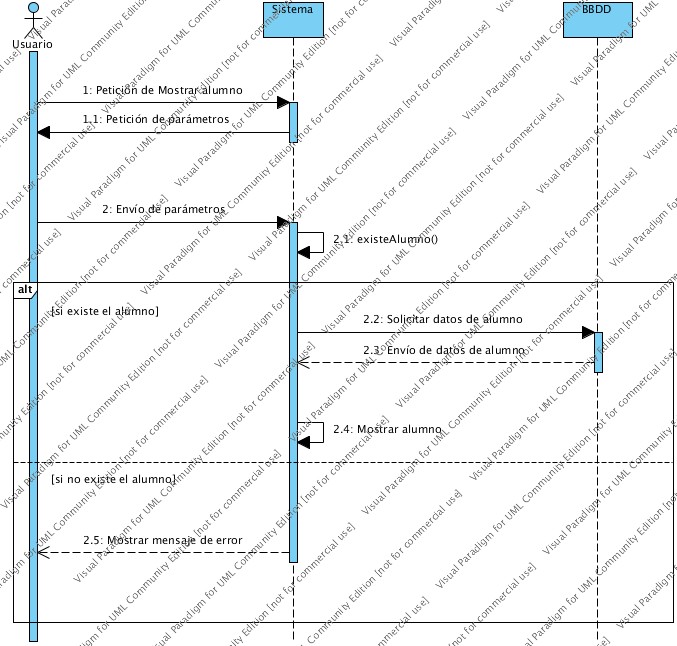 Usuario
Sistema
BBDD
1: Petición de Mostrar alumno
1.1: Petición de parámetros
2: Envío de parámetros
2.1: existeAlumno()
alt
[si existe el alumno]
2.2: Solicitar datos de alumno
2.3: Envío de datos de alumno
2.4: Mostrar alumno
[si no existe el alumno]
2.5: Mostrar mensaje de error
Visual Paradigm for UML Community Edition [not for commercial use]